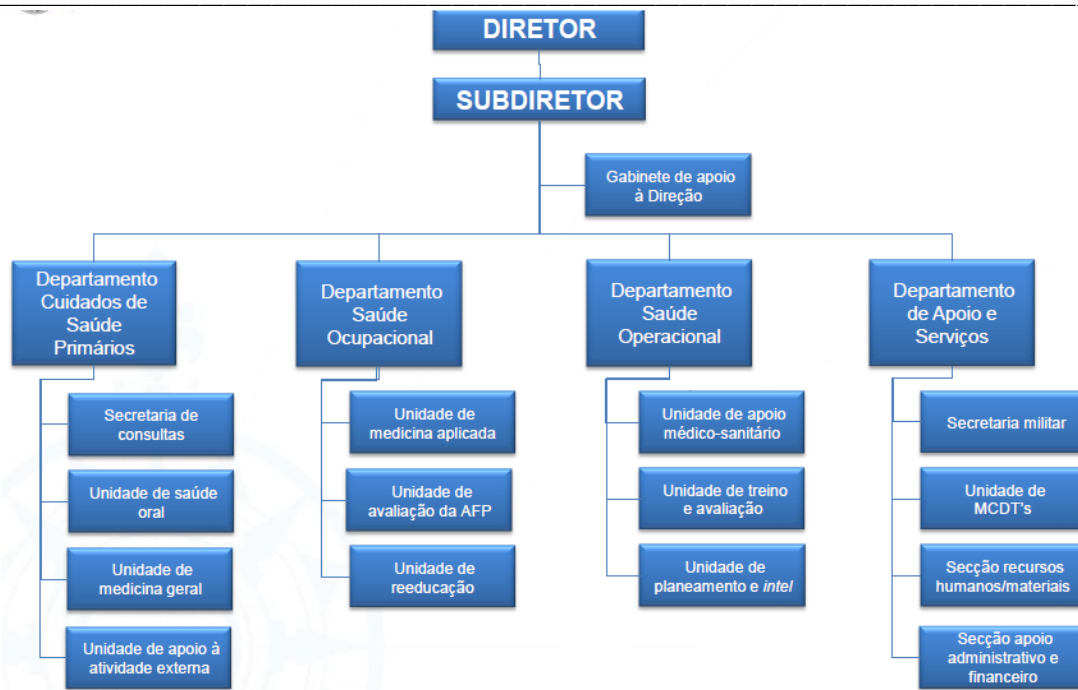 DIRETOR
SUBDIRETOR
Gabinete de apoio
à Direção
Departamento
Cuidados de
Saúde
Primários
Secretaria de
consultas
Unidade de saúde
oral
Unidade de
medicina geral
Unidade de apoio à
atividade externa
Departamento
Saúde
Ocupacional
Unidade de
medicina aplicada
Unidade de
avaliação da AFP
Unidade de
reeducação
Departamento
Saúde
Operacional
Unidade de apoio
médico-sanitário
Unidade de treino
e avaliação
Unidade de
planeamento e intel
Departamento
de Apoio e
Serviços
Secretaria militar
Unidade de
MCDT's
Secção recursos
humanos/materiais
Secção apoio
administrativo e
financeiro